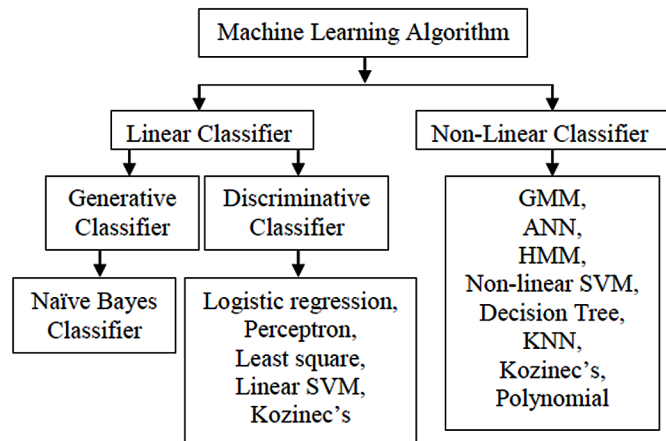 Machine Learning Algorithm
Linear Classifier
Non-Linear Classifier
Generative
Classifier
Discriminative
Classifier
Naïve Bayes
Classifier
Logistic regression,
Perceptron,
Least square,
Linear SVM,
Kozinec’s
GMM,
ANN,
HMM,
Non-linear SVM,
Decision Tree,
KNN,
Kozinec’s,
Polynomial